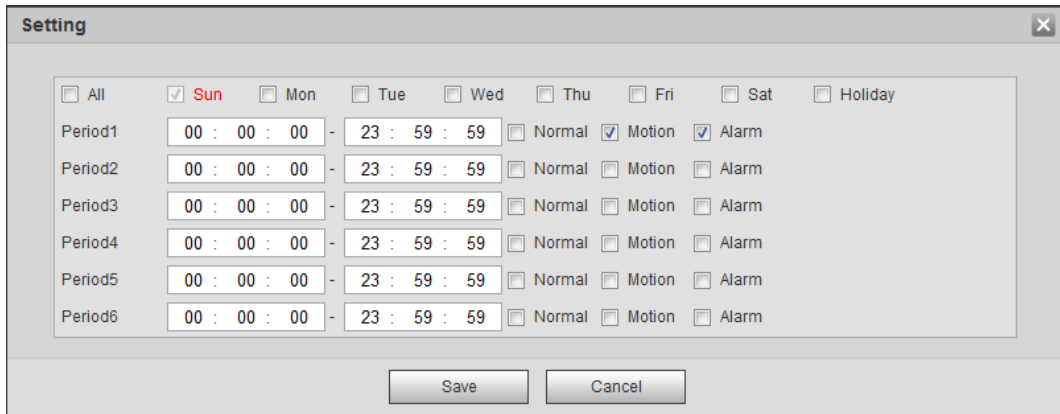 Setting
All Sun Mon Tue Wed Thu Fri Sat Holiday
Period1 00 : 00 : 00 - 23 : 59 : 59 Normal Motion Alarm
Period2 00 : 00 : 00 - 23 : 59 : 59 Normal Motion Alarm
Period3 00 : 00 : 00 - 23 : 59 : 59 Normal Motion Alarm
Period4 00 : 00 : 00 - 23 : 59 : 59 Normal Motion Alarm
Period5 00 : 00 : 00 - 23 : 59 : 59 Normal Motion Alarm
Period6 00 : 00 : 00 - 23 : 59 : 59 Normal Motion Alarm
Save Cancel